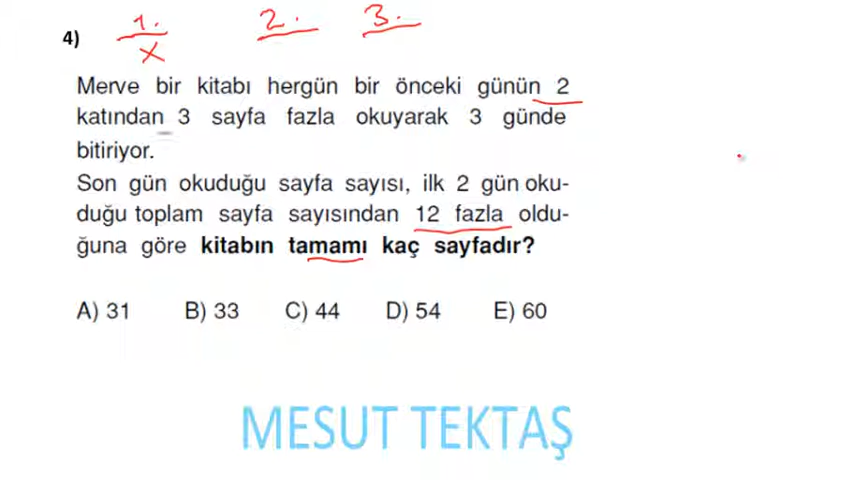 1. 2. 3.
4)
x
Merve bir kitabı hergün bir önceki günün 2
katından 3 sayfa fazla okuyarak 3 günde
bitiriyor.
Son gün okuduğu sayfa sayısı, ilk 2 gün oku-
duğu toplam sayfa sayısından 12 fazla oldu-
ğuna göre kitabın tamamı kaç sayfadır?
A) 31 B) 33 C) 44 D) 54 E) 60
MESUT TEKTAŞ